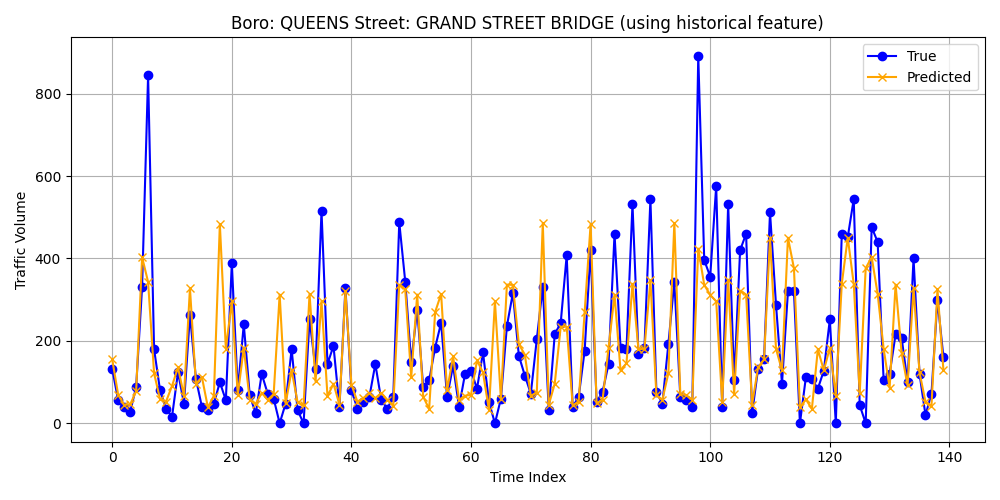 Boro: QUEENS Street: GRAND STREET BRIDGE (using historical feature)
True
Predicted
Traffic Volume
800
600
400
200
0
0 20 40 60 80 100 120 140
Time Index